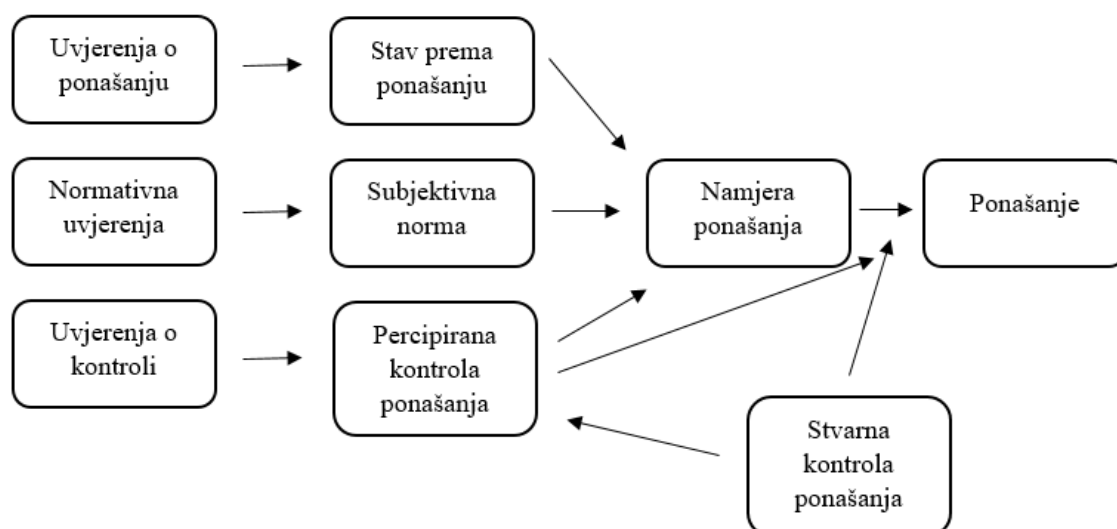 Uvjerenja o
ponašanju
Stav prema
ponašanju
Normativna
uvjerenja
Subjektivna
norma
Namjera
ponašanja
Ponašanje
Uvjerenja o
kontroli
Percipirana
kontrola
ponašanja
Stvarna
kontrola
ponašanja